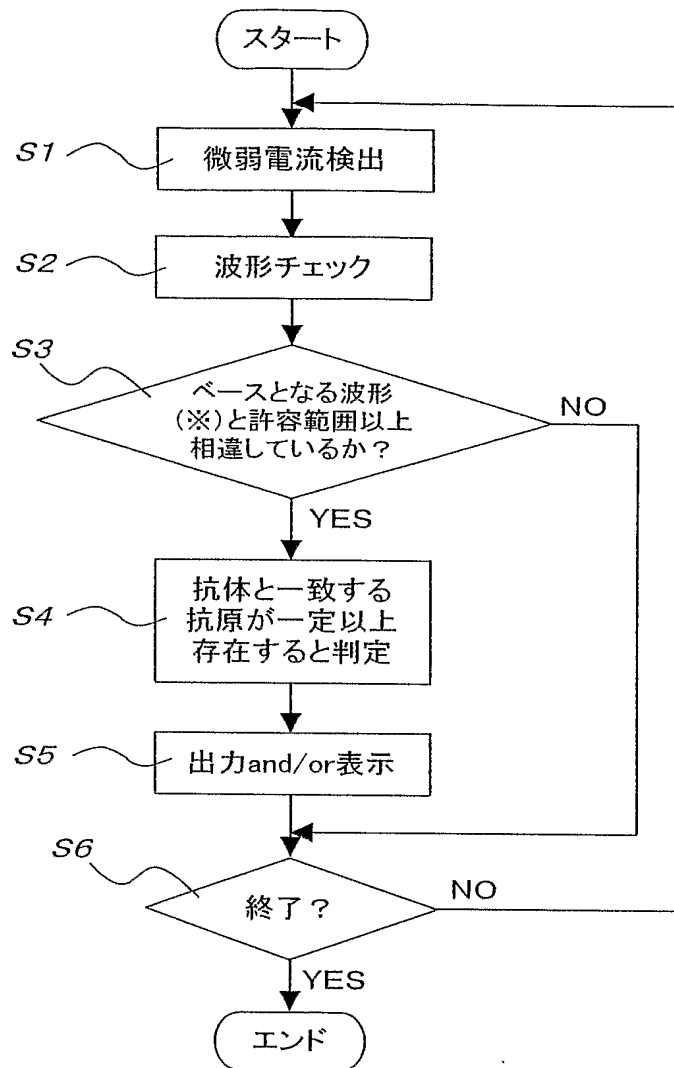 スタート
S1
微弱電流検出
S2
波形チェック
S3
ベースとなる波形
(※)と許容範囲以上
相違しているか?
NO
YES
S4
抗体と一致する
抗原が一定以上
存在すると判定
S5
出力and/or表示
S6
終了?
NO
YES
エンド